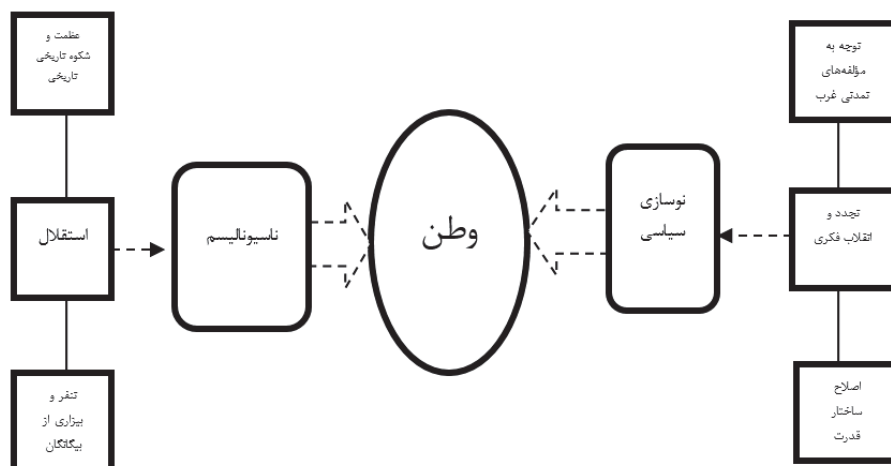 توجه به
مؤلفه‌های
تمدنی غرب
تجدد و
انقلاب فکری
اصلاح
ساختار
قدرت
نوسازی
سیاسی
وطن
ناسیونالیسم
عظمت و
شکوه تاریخی
تاریخی
استقلال
تنفر و
بیزاری از
بیگانگان